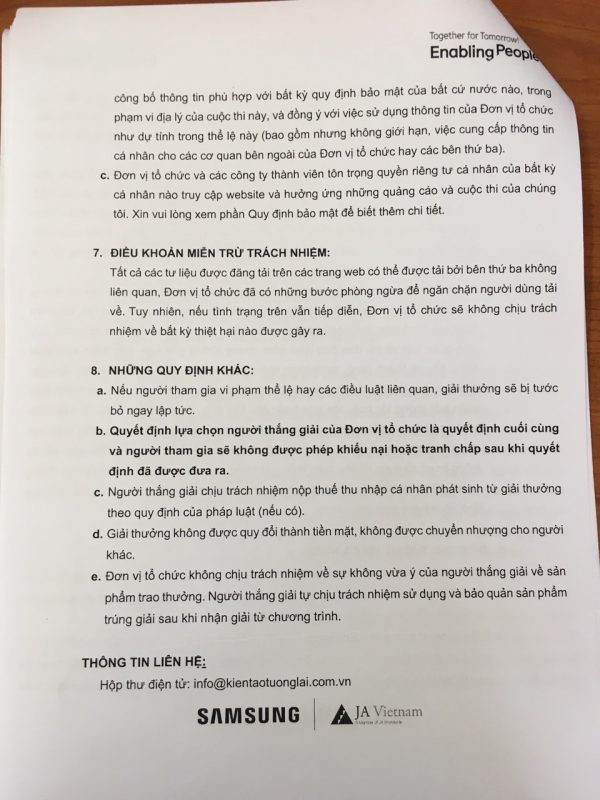 Together for Tomorrow!
Enabling People
công bố thông tin phù hợp với bất kỳ quy định bảo mật của bất cứ nước nào, trong
phạm vi địa lý của cuộc thi này, và đồng ý với việc sử dụng thông tin của Đơn vị tổ chức
như dự tính trong thể lệ này (bao gồm nhưng không giới hạn, việc cung cấp thông tin
cá nhân cho các cơ quan bên ngoài của Đơn vị tổ chức hay các bên thứ ba).
c. Đơn vị tổ chức và các công ty thành viên tôn trọng quyền riêng tư cá nhân của bất kỳ
cá nhân nào truy cập website và hưởng ứng những quảng cáo và cuộc thi của chúng
tôi. Xin vui lòng xem phần Quy định bảo mật để biết thêm chi tiết.
7. ĐIỀU KHOẢN MIỄN TRỪ TRÁCH NHIỆM:
Tất cả các tư liệu được đăng tải trên các trang web có thể được tải bởi bên thứ ba không
liên quan, Đơn vị tổ chức đã có những bước phòng ngừa để ngăn chặn người dùng tải
về. Tuy nhiên, nếu tình trạng trên vẫn tiếp diễn, Đơn vị tổ chức sẽ không chịu trách
nhiệm về bất kỳ thiệt hại nào được gây ra.
8. NHỮNG QUY ĐỊNH KHÁC:
a. Nếu người tham gia vi phạm thể lệ hay các điều luật liên quan, giải thưởng sẽ bị tước
bỏ ngay lập tức.
b. Quyết định lựa chọn người thắng giải của Đơn vị tổ chức là quyết định cuối cùng
và người tham gia sẽ không được phép khiếu nại hoặc tranh chấp sau khi quyết
định đã được đưa ra.
c. Người thắng giải chịu trách nhiệm nộp thuế thu nhập cá nhân phát sinh từ giải thưởng
theo quy định của pháp luật (nếu có).
d. Giải thưởng không được quy đổi thành tiền mặt, không được chuyển nhượng cho người
khác.
e. Đơn vị tổ chức không chịu trách nhiệm về sự không vừa ý của người thắng giải về sản
phẩm trao thưởng. Người thắng giải tự chịu trách nhiệm sử dụng và bảo quản sản phẩm
trúng giải sau khi nhận giải từ chương trình.
THÔNG TIN LIÊN HỆ:
Hộp thư điện tử: info@kientaotuonglai.com.vn
SAMSUNG
JA Vietnam